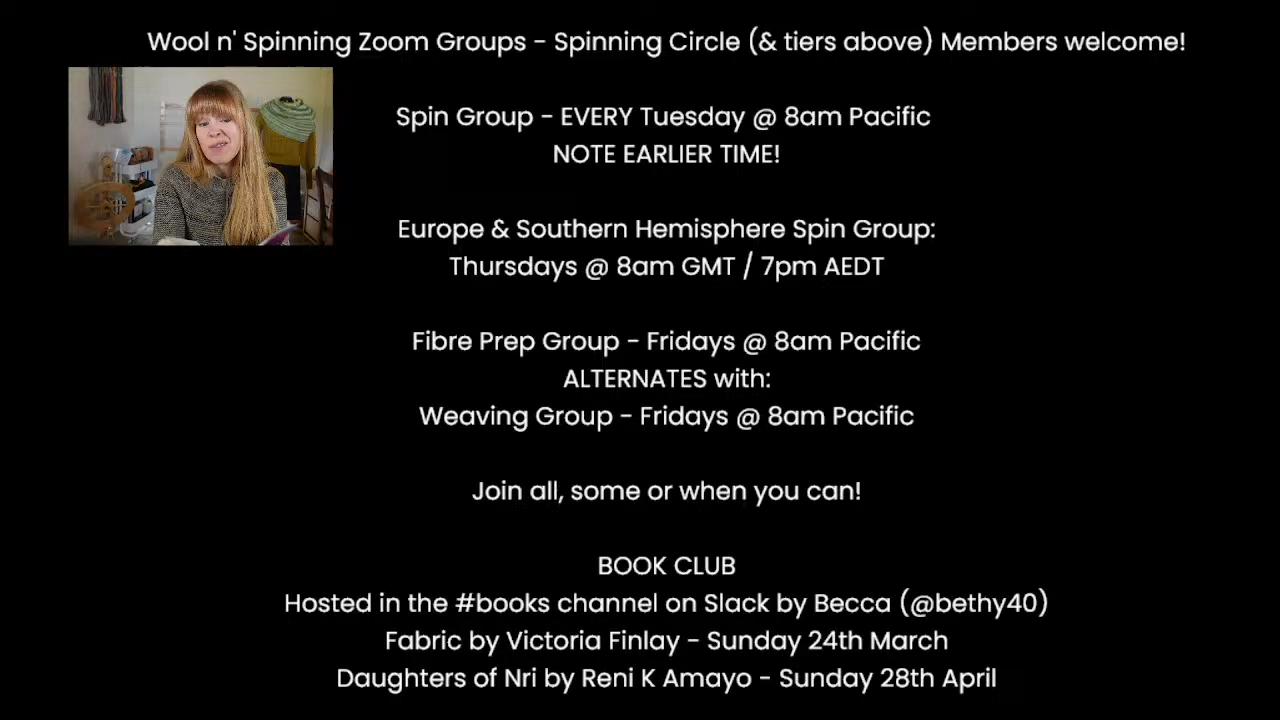 Wool n' Spinning Zoom Groups - Spinning Circle (& tiers above) Members welcome!
Spin Group - EVERY Tuesday @ 8am Pacific
NOTE EARLIER TIME!
Europe & Southern Hemisphere Spin Group:
Thursdays @ 8am GMT / 7pm AEDT
Fibre Prep Group - Fridays @ 8am Pacific
ALTERNATES with:
Weaving Group - Fridays @ 8am Pacific
Join all, some or when you can!
BOOK CLUB
Hosted in the #books channel on Slack by Becca (@bethy40)
Fabric by Victoria Finlay - Sunday 24th March
Daughters of Nri by Reni K Amayo - Sunday 28th April